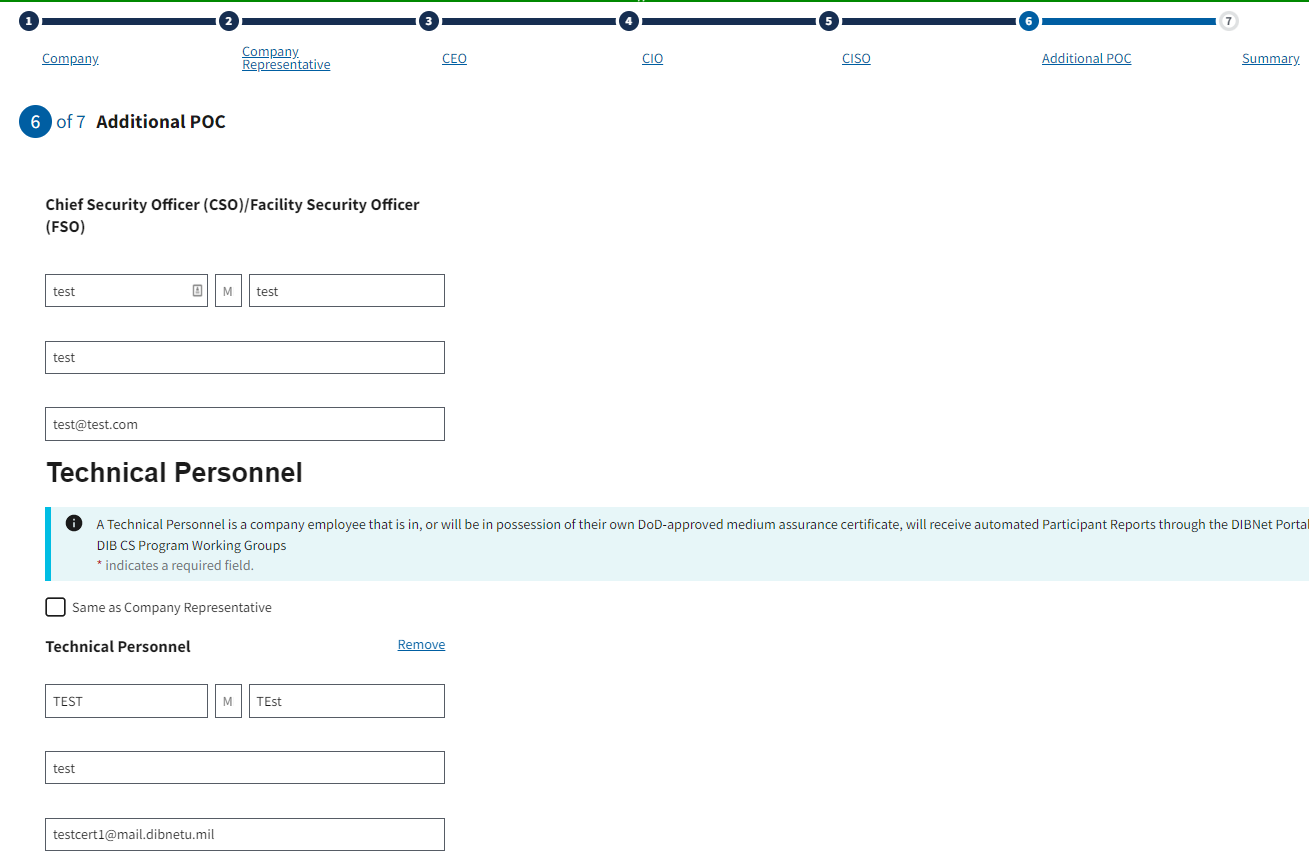 1 2 3 4 5 6 7
Company
Company
Representative
CEO
CIO
CISO
Additional POC
Summary
6 of 7 Additional POC
Chief Security Officer (CSO)/Facility Security Officer
(FSO)
test M test
test
test@test.com
Technical Personnel
A Technical Personnel is a company employee that is in, or will be in possession of their own DoD-approved medium assurance certificate, will receive automated Participant Reports through the DIBNet Portal
DIB CS Program Working Groups
* indicates a required field.
Same as Company Representative
Technical Personnel Remove
TEST M TEst
test
testcert1@mail.dibnetu.mil